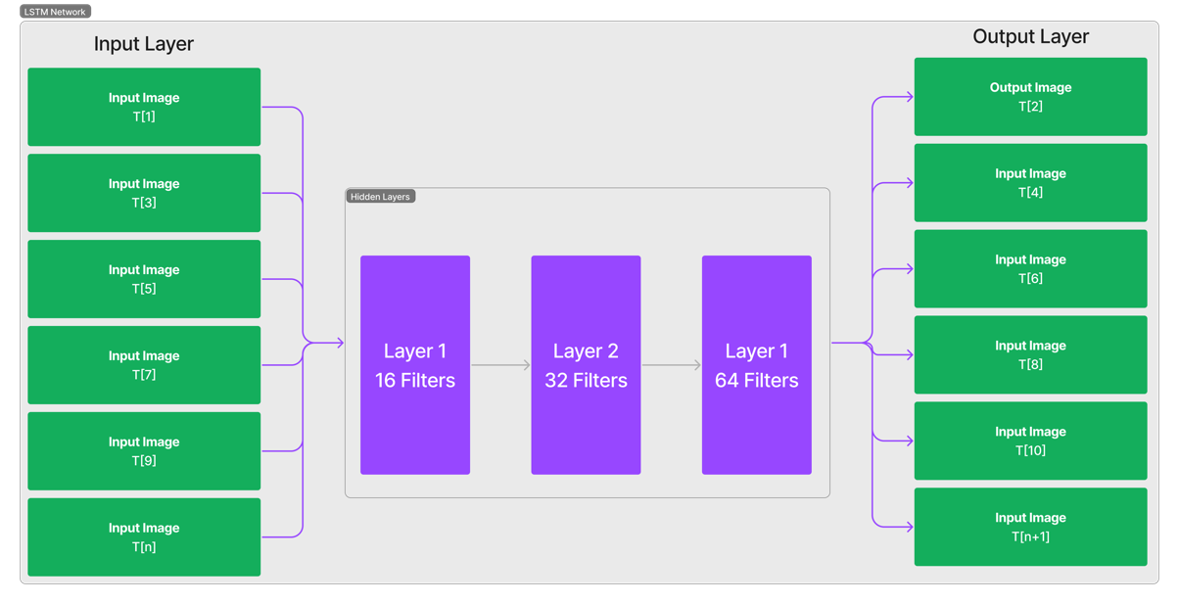 LSTM Network
Input Layer
Input Image
T[1]
Input Image
T[3]
Input Image
T[5]
Input Image
T[7]
Input Image
T[9]
Input Image
T[n]
Hidden Layers
Layer 1
16 Filters
Layer 2
32 Filters
Layer 1
64 Filters
Output Layer
Output Image
T[2]
Input Image
T[4]
Input Image
T[6]
Input Image
T[8]
Input Image
T[10]
Input Image
T[n+1]